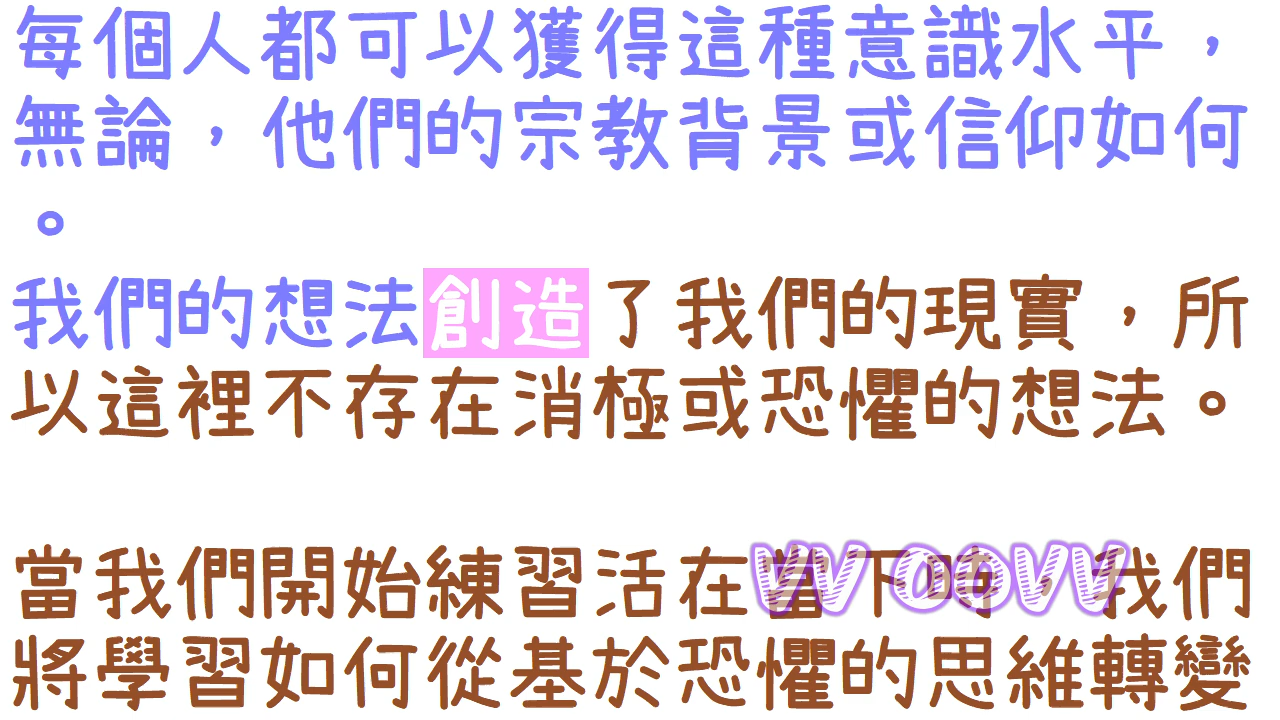 每個人都可以獲得這種意識水平，
無論，他們的宗教背景或信仰如何
。
我們的想法創造了我們的現實，所
以這裡不存在消極或恐懼的想法。
當我們開始練習活在當下時，我們
VV OOVV
將學習如何從基於恐懼的思維轉變